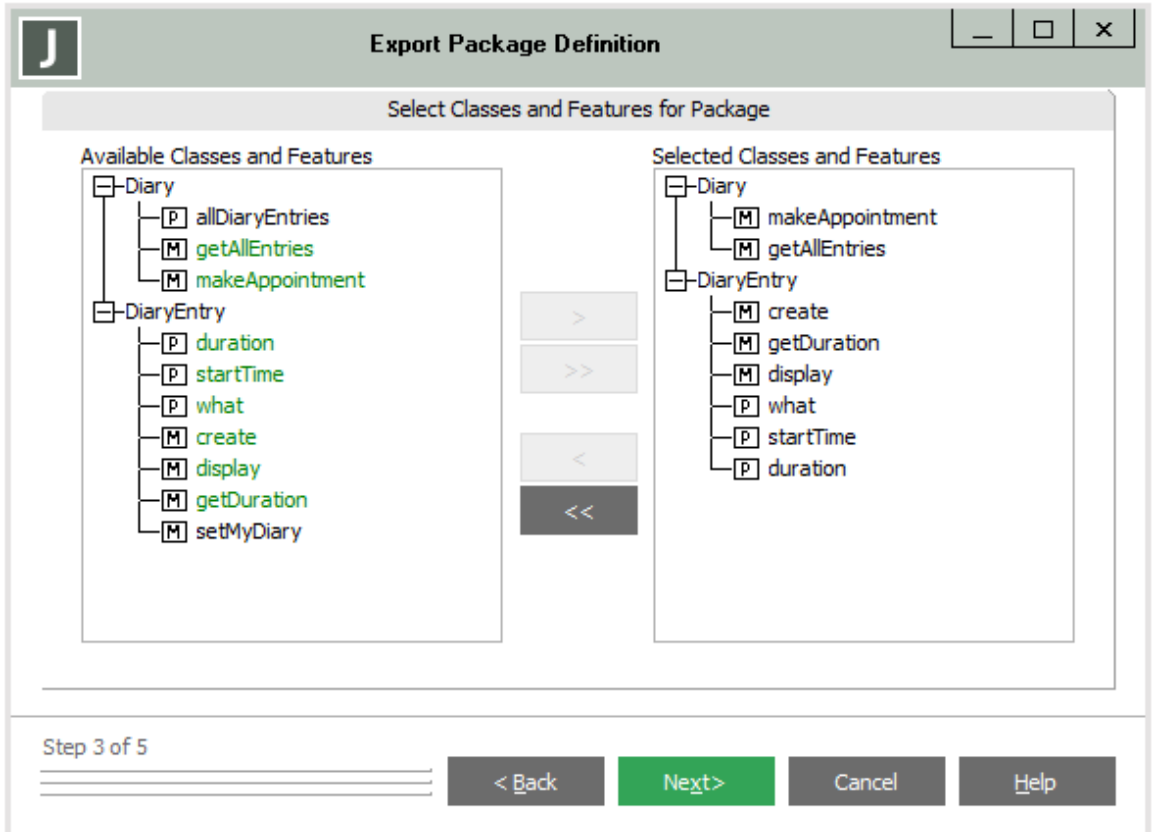 J
Export Package Definition
Select Classes and Features for Package
Available Classes and Features
Diary
P allDiaryEntries
M getAllEntries
M makeAppointment
DiaryEntry
P duration
P startTime
P what
M create
M display
M getDuration
M setMyDiary
>
>>
<
<<
Selected Classes and Features
Diary
M makeAppointment
M getAllEntries
DiaryEntry
M create
M getDuration
M display
P what
P startTime
P duration
Step 3 of 5
< Back
Next>
Cancel
Help